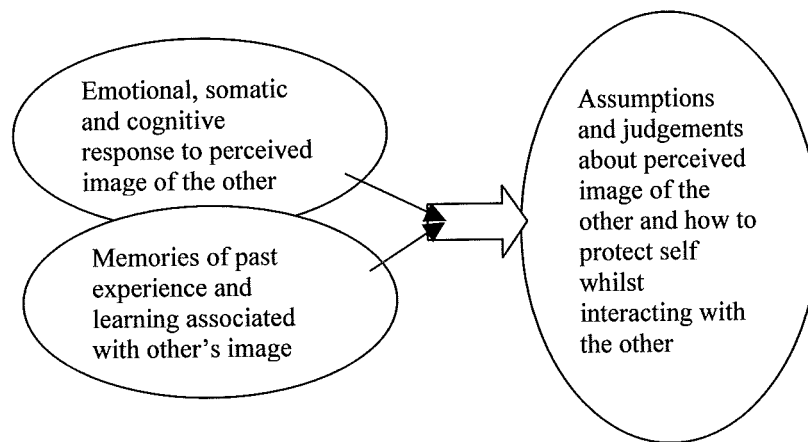 Emotional, somatic
and cognitive
response to perceived
image of the other
Memories of past
experience and
learning associated
with other's image
Assumptions
and judgements
about perceived
image of the
other and how to
protect self
whilst
interacting with
the other